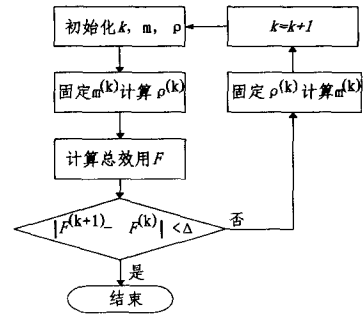 初始化k, m, ρ
k=k+1
固定m(k)计算ρ(k)
固定ρ(k)计算m(k)
计算总效用F
|F(k+1)- F(k)|<Δ
否
是
结束